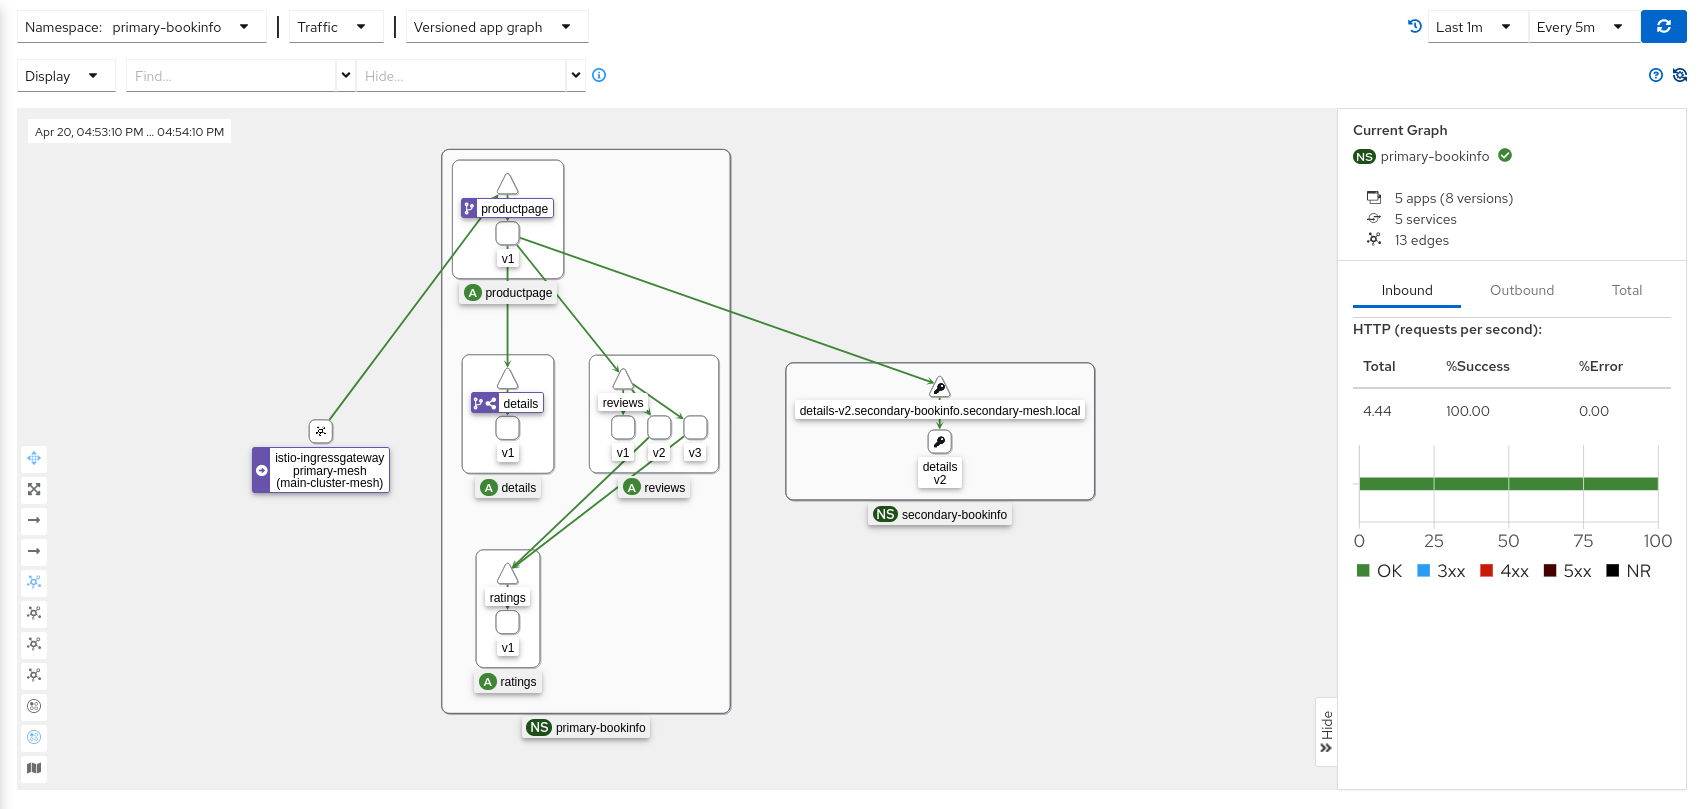 Namespace: primary-bookinfo
Traffic
Versioned app graph
Last 1m
Every 5m
Display
Find...
Hide...
Apr 20, 04:53:10 PM ... 04:54:10 PM
productpage
v1
A productpage
details
v1
A details
reviews
v1 v2 v3
A reviews
details-v2.secondary-bookinfo.secondary-mesh.local
details
v2
NS secondary-bookinfo
istio-ingressgateway
primary-mesh
(main-cluster-mesh)
ratings
v1
A ratings
NS primary-bookinfo
Hide
Current Graph
NS primary-bookinfo
5 apps (8 versions)
5 services
13 edges
Inbound Outbound Total
HTTP (requests per second):
Total %Success %Error
4.44 100.00 0.00
0 25 50 75 100
OK 3xx 4xx 5xx NR